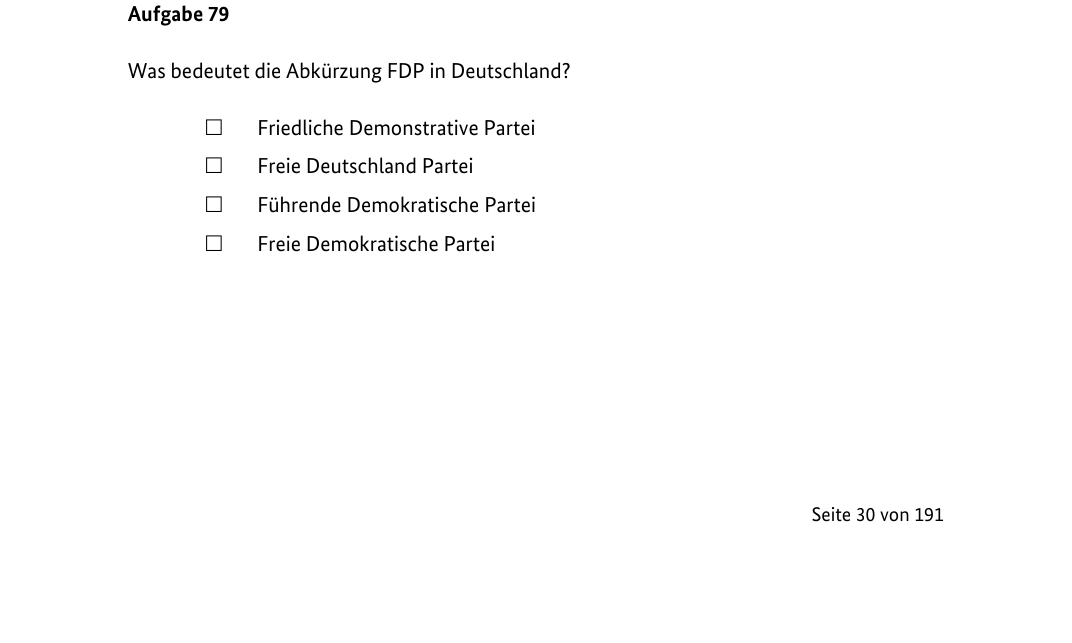 Aufgabe 79
Was bedeutet die Abkürzung FDP in Deutschland?
☐ Friedliche Demonstrative Partei
☐ Freie Deutschland Partei
☐ Führende Demokratische Partei
☐ Freie Demokratische Partei
Seite 30 von 191